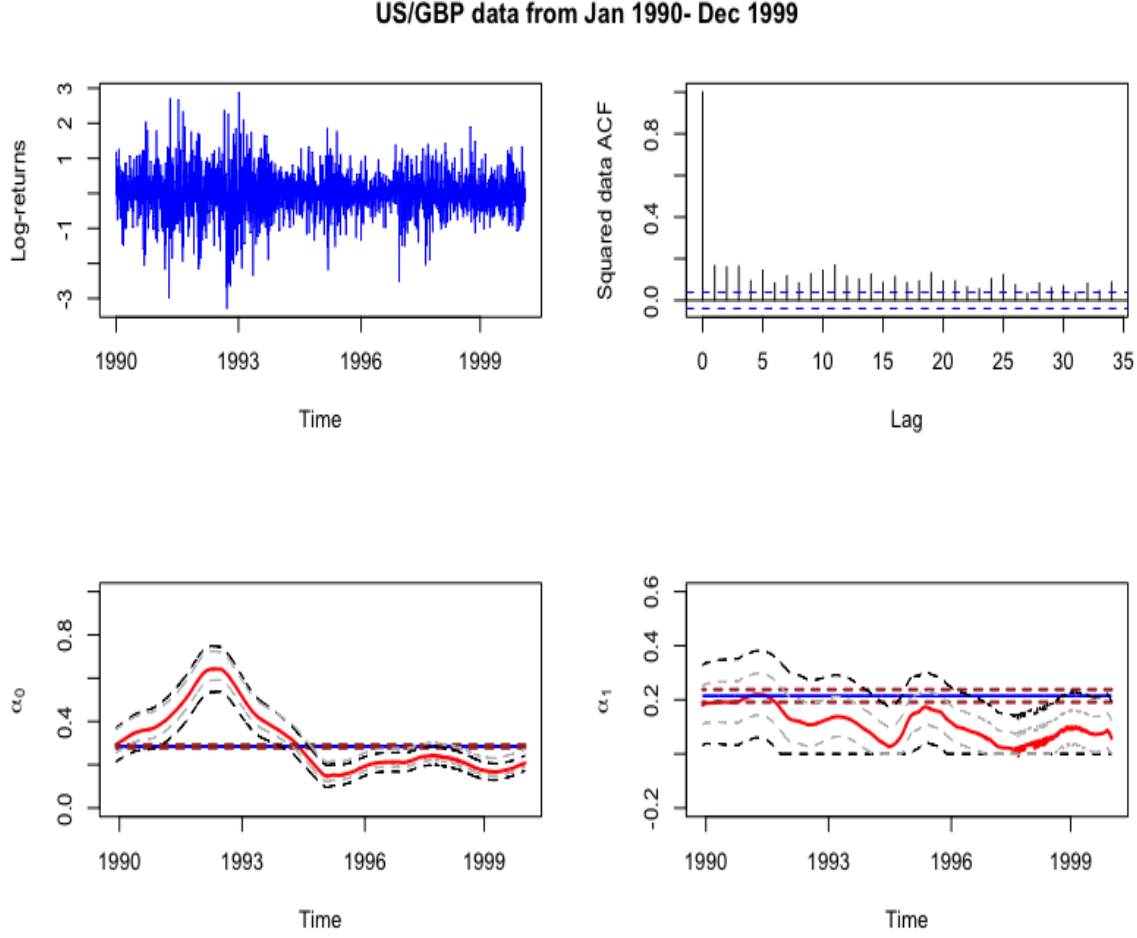 US/GBP data from Jan 1990- Dec 1999
Log-returns
3
2
1
-1
-3
1990 1993 1996 1999
Time
Squared data ACF
0.8
0.4
0.0
0 5 10 15 20 25 30 35
Lag
α0
0.8
0.4
0.0
1990 1993 1996 1999
Time
α1
0.6
0.4
0.2
-0.2
1990 1993 1996 1999
Time